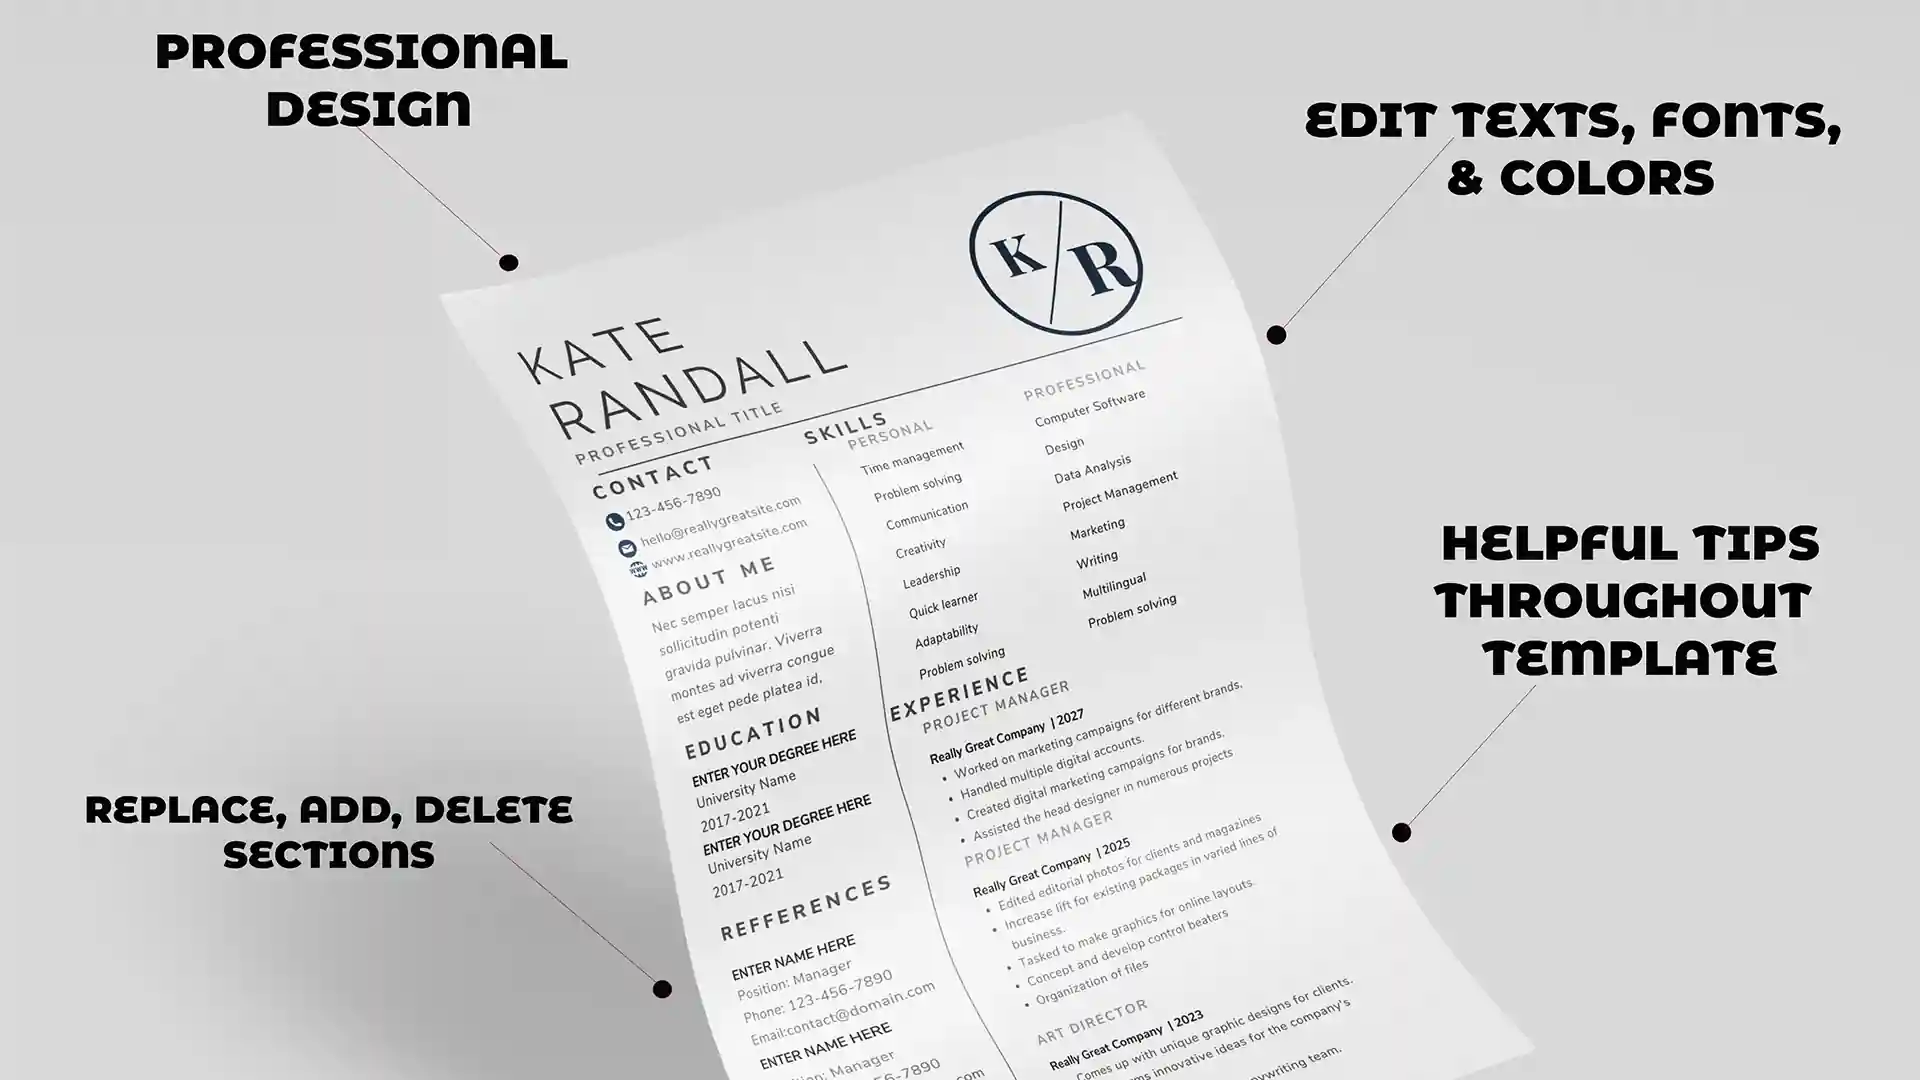 PROFESSIONAL
DESIGN
EDIT TEXTS, FONTS,
& COLORS
HELPFUL TIPS
THROUGHOUT
TEMPLATE
REPLACE, ADD, DELETE
SECTIONS
K R
KATE
RANDALL
PROFESSIONAL TITLE
CONTACT
123-456-7890
hello@reallygreatsite.com
www.reallygreatsite.com
ABOUT ME
Nec semper lacus nisi
sollicitudin potenti
gravida pulvinar. Viverra
montes ad viverra congue
est eget pede platea id,
EDUCATION
ENTER YOUR DEGREE HERE
University Name
2017-2021
ENTER YOUR DEGREE HERE
University Name
2017-2021
REFFERENCES
ENTER NAME HERE
Position: Manager
Phone: 123-456-7890
Email:contact@domain.com
ENTER NAME HERE
Manager
6-7890
com
SKILLS
PERSONAL
Time management
Problem solving
Communication
Creativity
Leadership
Quick learner
Adaptability
Problem solving
PROFESSIONAL
Computer Software
Design
Data Analysis
Project Management
Marketing
Writing
Multilingual
Problem solving
EXPERIENCE
PROJECT MANAGER
Really Great Company | 2027
• Worked on marketing campaigns for different brands.
• Handled multiple digital accounts.
• Created digital marketing campaigns for brands.
• Assisted the head designer in numerous projects
PROJECT MANAGER
Really Great Company | 2025
• Edited editorial photos for clients and magazines
• Increase lift for existing packages in varied lines of
business.
• Tasked to make graphics for online layouts.
• Concept and develop control beaters
• Organization of files
ART DIRECTOR
Really Great Company | 2023
Comes up with unique graphic designs for clients.
innovative ideas for the company's
team.